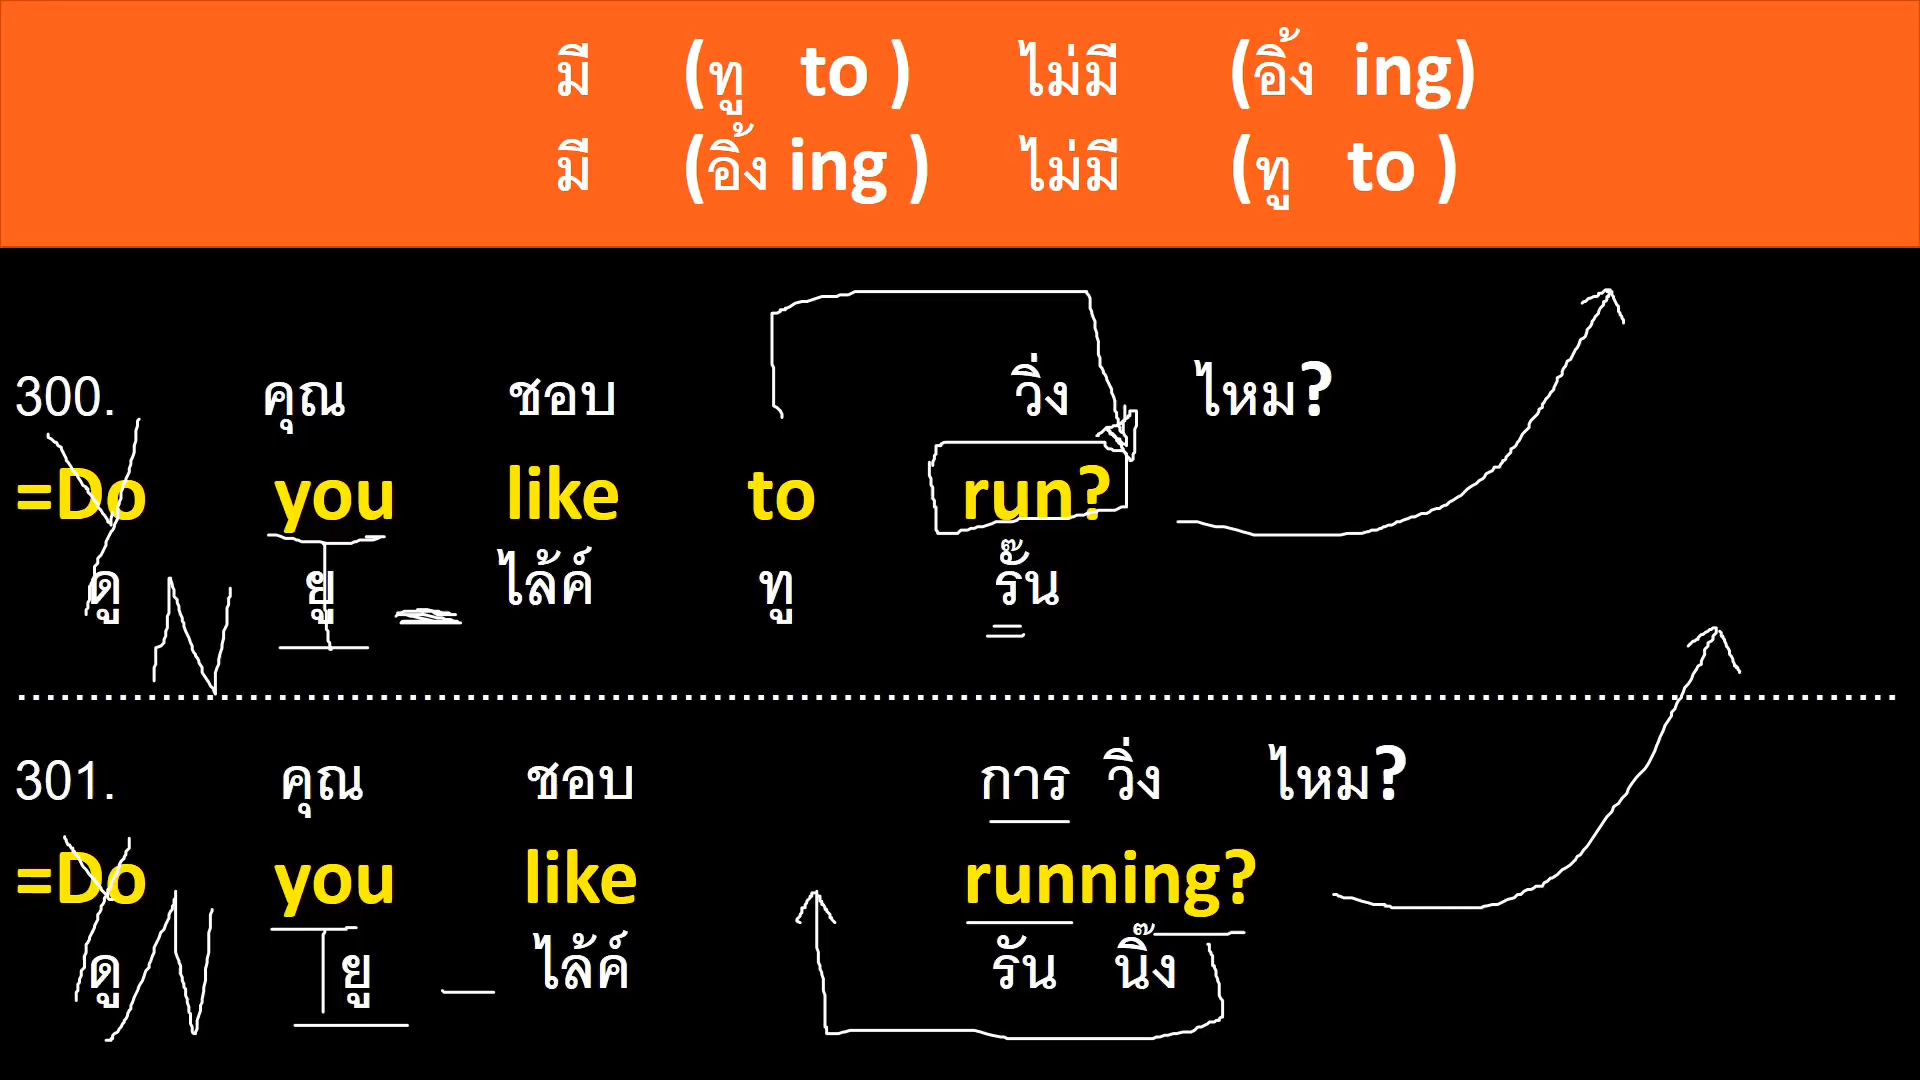 มี (ทู to ) ไม่มี (อิ้ง ing)
มี (อิ้ง ing ) ไม่มี (ทู to )
300. คุณ ชอบ วิ่ง ไหม?
=Do you like to run?
ดู ยู ไล้ค์ ทู รั๊น
301. คุณ ชอบ การ วิ่ง ไหม?
=Do you like running?
ดู ยู ไล้ค์ รัน นิ๊ง